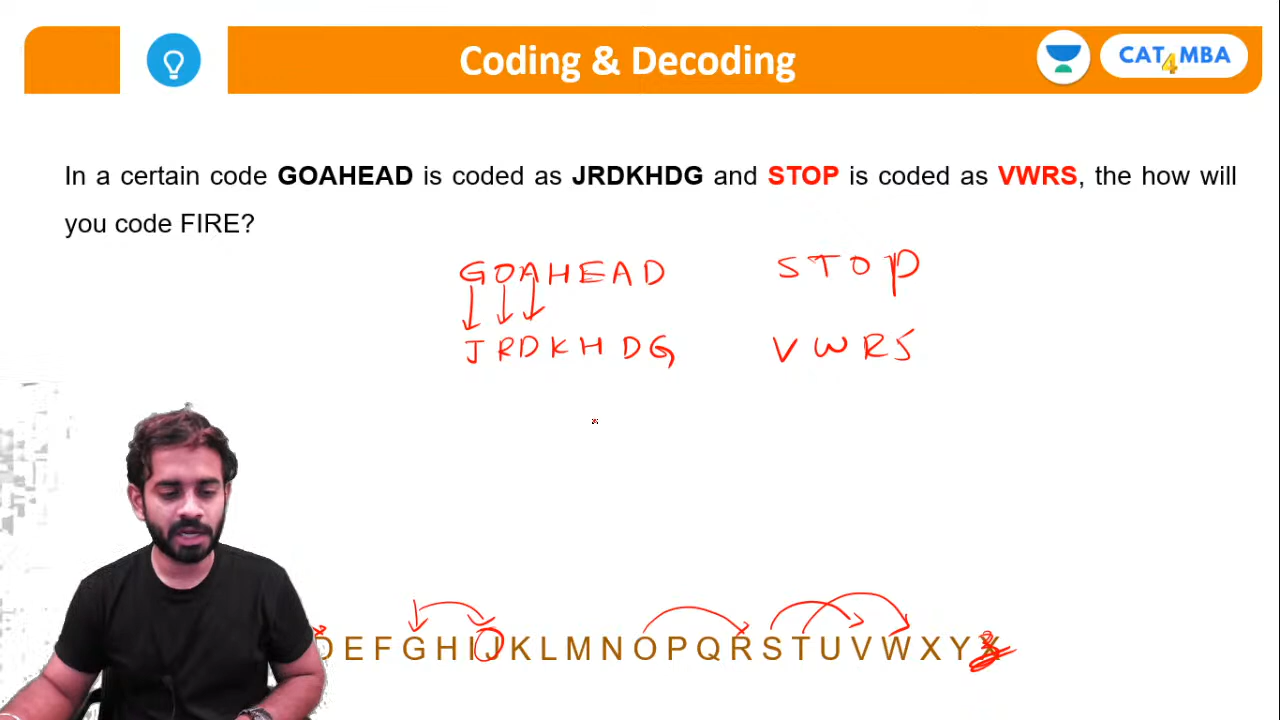 Coding & Decoding
CAT4MBA
In a certain code GOAHEAD is coded as JRDKHDG and STOP is coded as VWRS, the how will
you code FIRE?
GOAHEAD STOP
JRDKHDG VWRS
D E F G H I J K L M N O P Q R S T U V W X Y